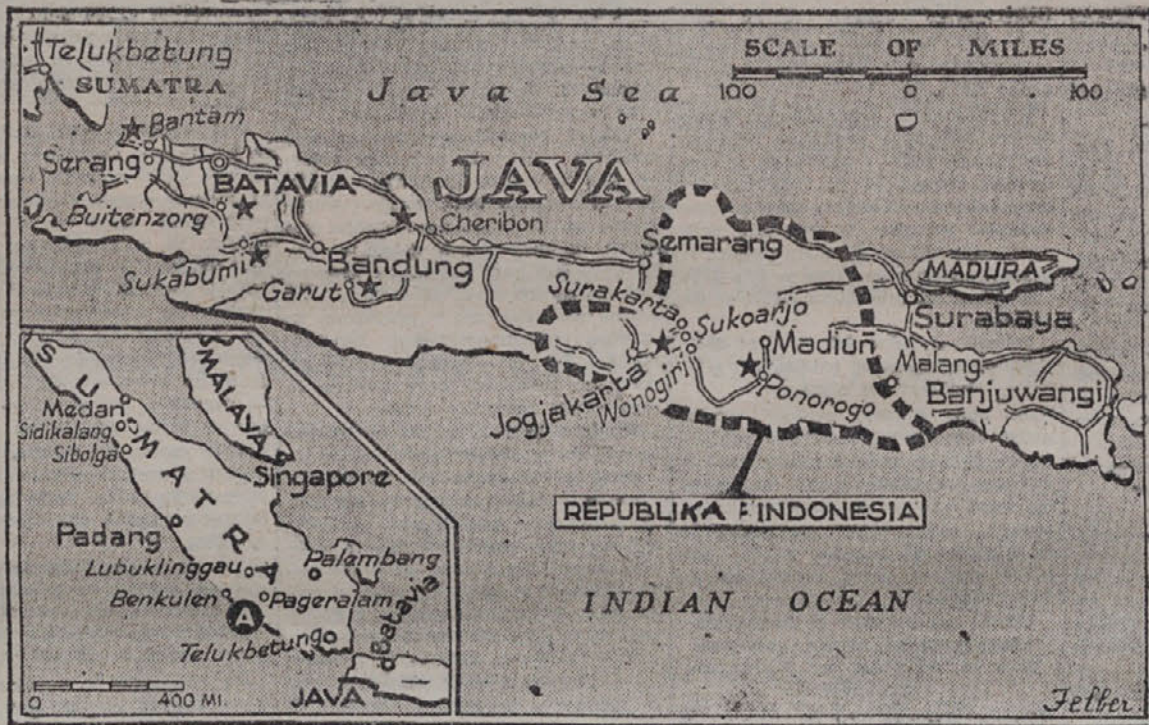 Telukbetung
SUMATRA
Bantam
Serang
BATAVIA
Buitenzorg
Sukabumi
Bandung
Garut
Cheribon
Java Sea
JAVA
SCALE OF MILES
100 0 100
Semarang
Surakarta
Sukoarjo
Madiun
Jogjakarta
Wonogiri
Ponorogo
MADURA
Surabaya
Malang
Banjuwangi
REPUBLIKA INDONESIA
INDIAN OCEAN
Felber
SUMATRA
MALAYA
Medan
Sidikalang
Sibolga
Singapore
Padang
Lubuklinggau
Palembang
Benkulen
Pageralam
A
Telukbetung
Batavia
JAVA
0 400 MI.